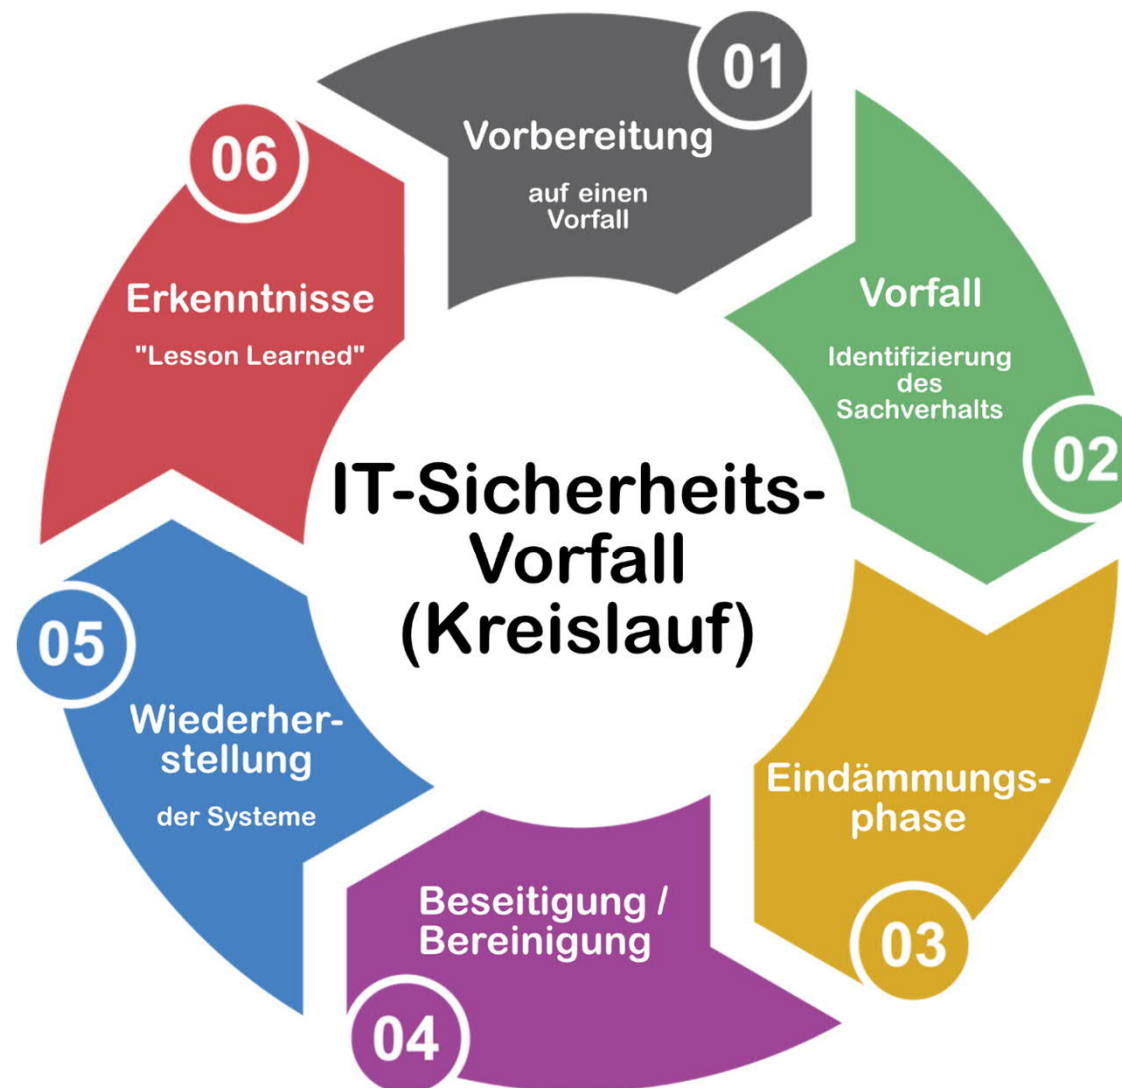 IT-Sicherheits-
Vorfall
(Kreislauf)
01
Vorbereitung
auf einen
Vorfall
Vorfall
Identifizierung
des
Sachverhalts
02
Eindämmungs-
phase
03
Beseitigung /
Bereinigung
04
05
Wiederher-
stellung
der Systeme
06
Erkenntnisse
"Lesson Learned"